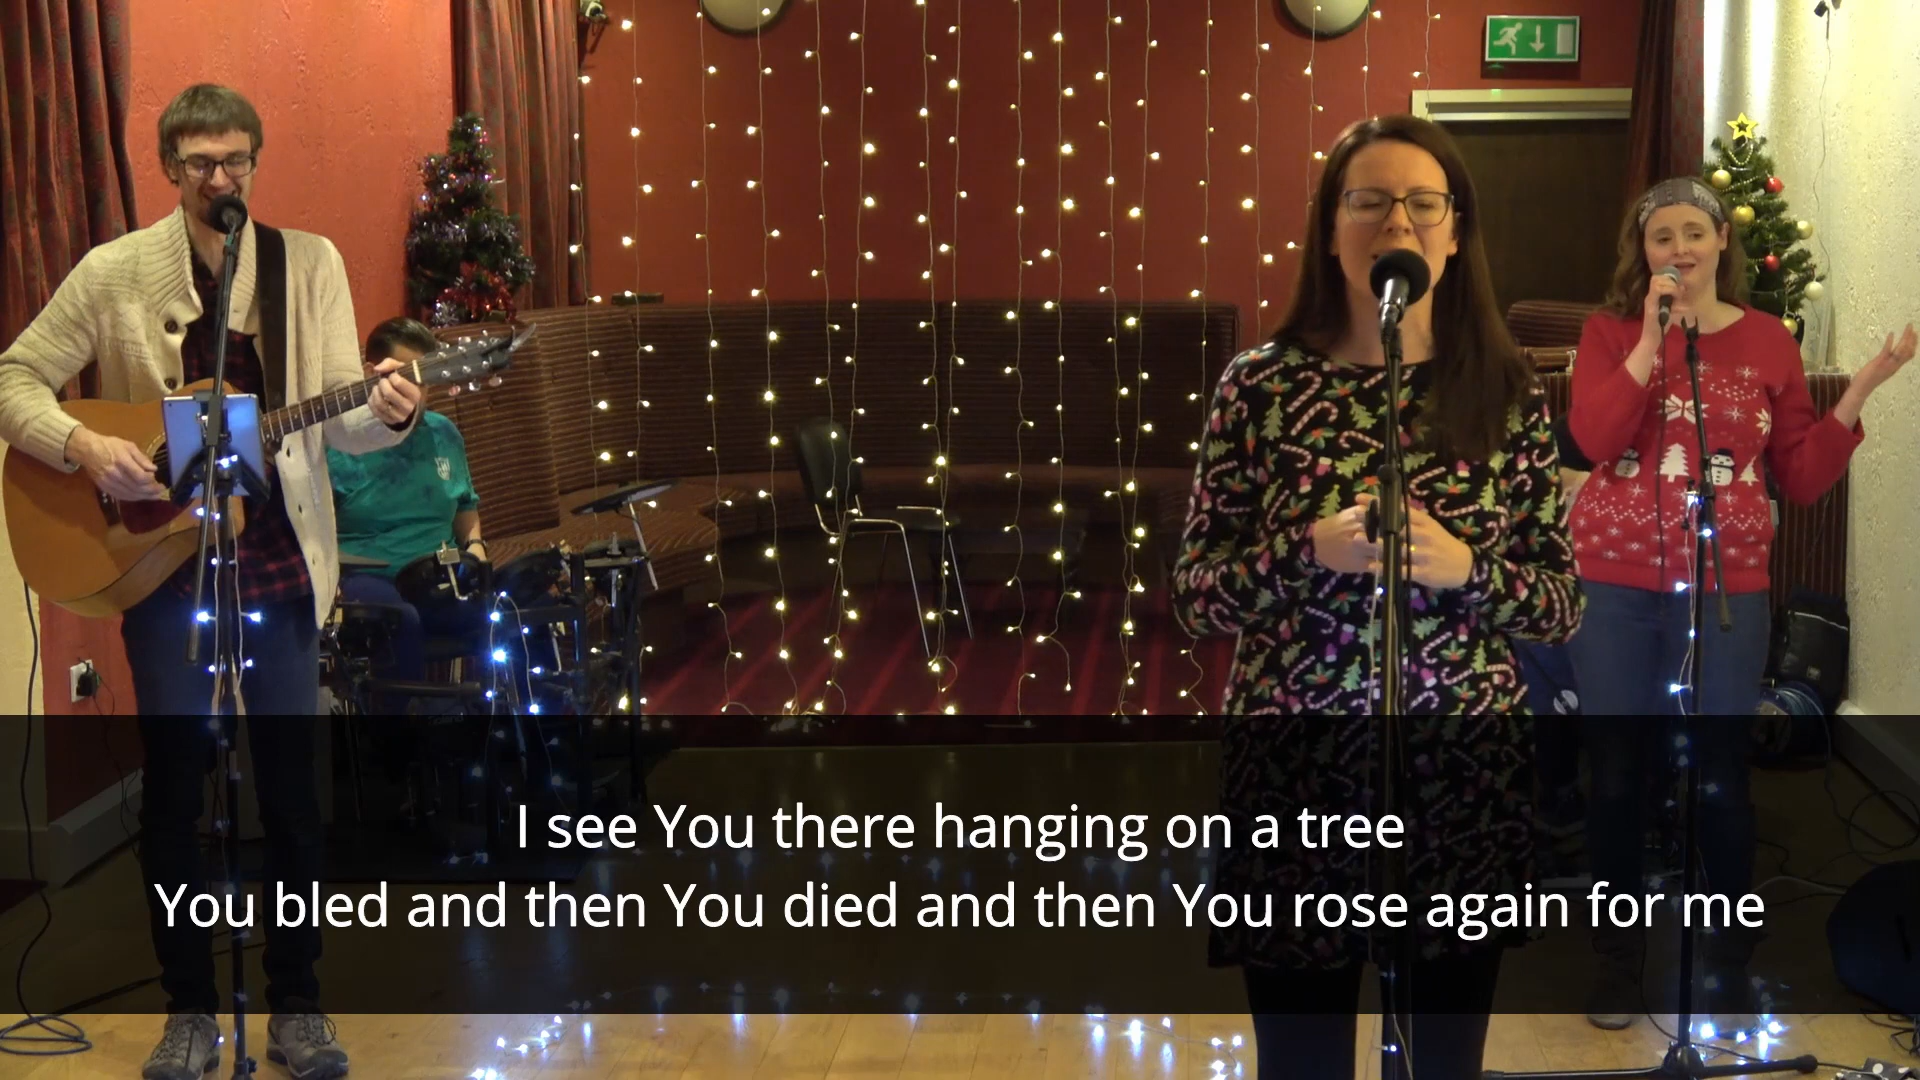 I see You there hanging on a tree
You bled and then You died and then You rose again for me